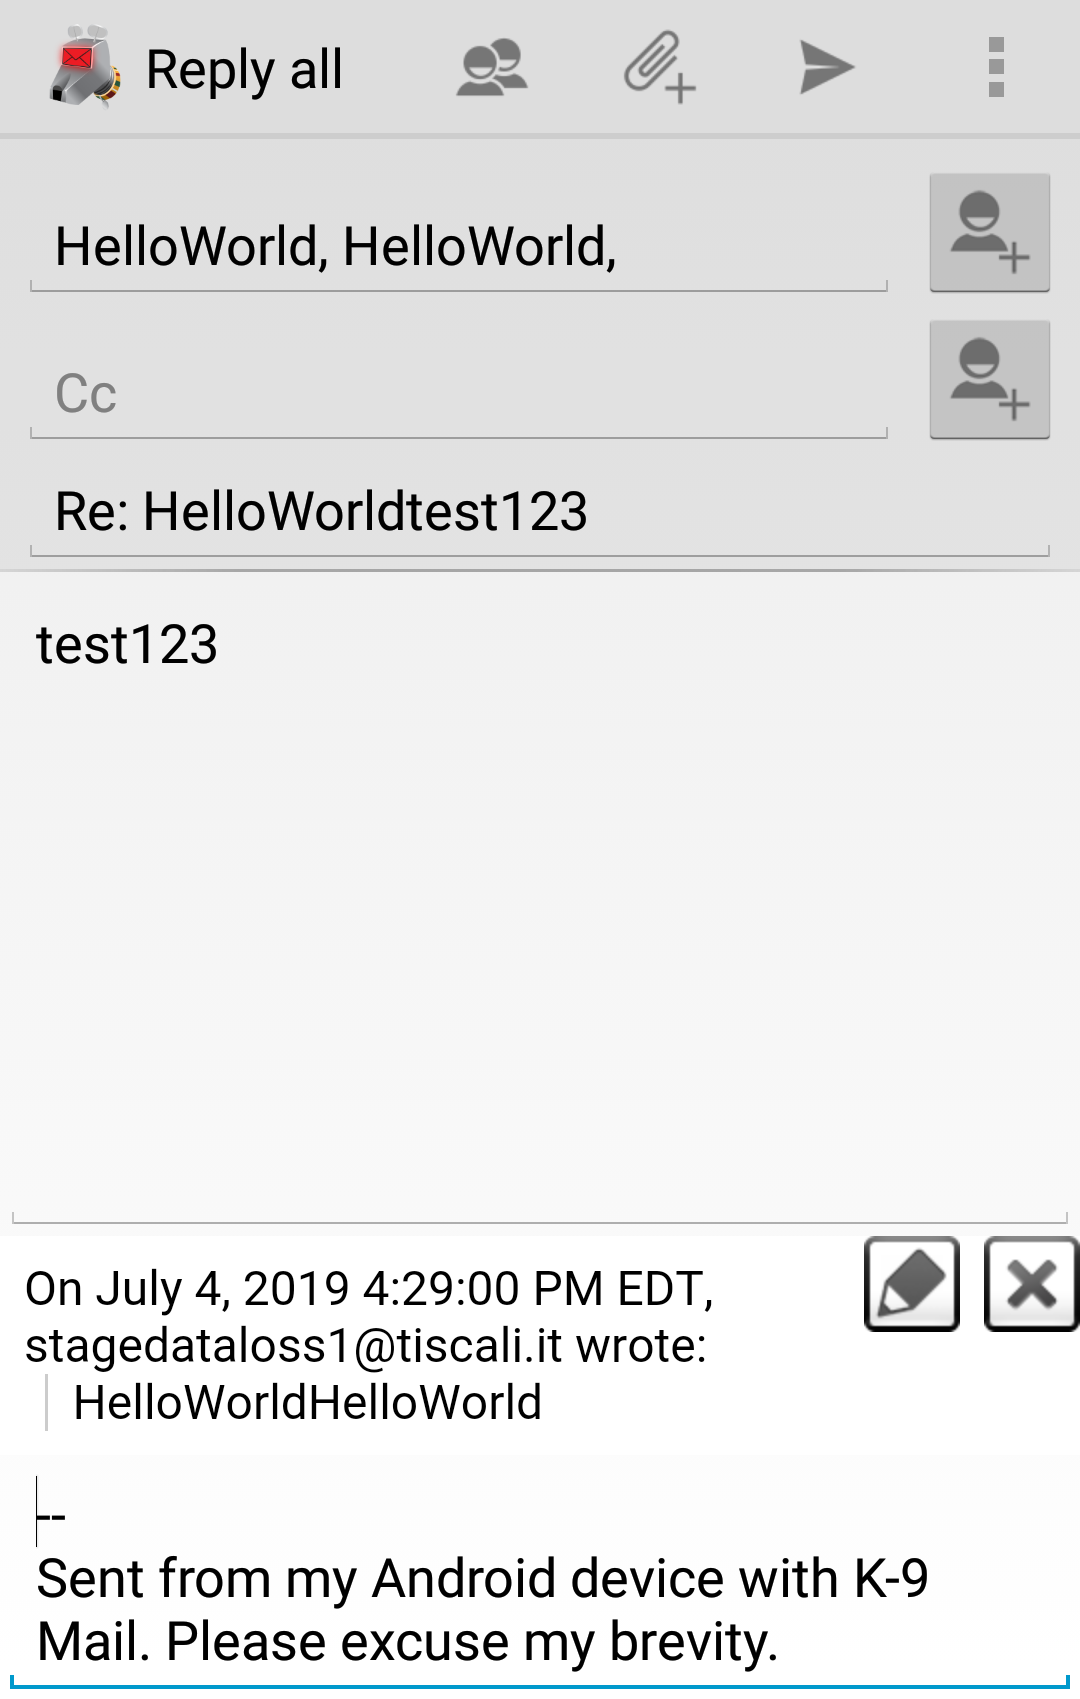 Reply all
HelloWorld, HelloWorld,
Cc
Re: HelloWorldtest123
test123
On July 4, 2019 4:29:00 PM EDT,
stagedataloss1@tiscali.it wrote:
HelloWorldHelloWorld
--
Sent from my Android device with K-9
Mail. Please excuse my brevity.